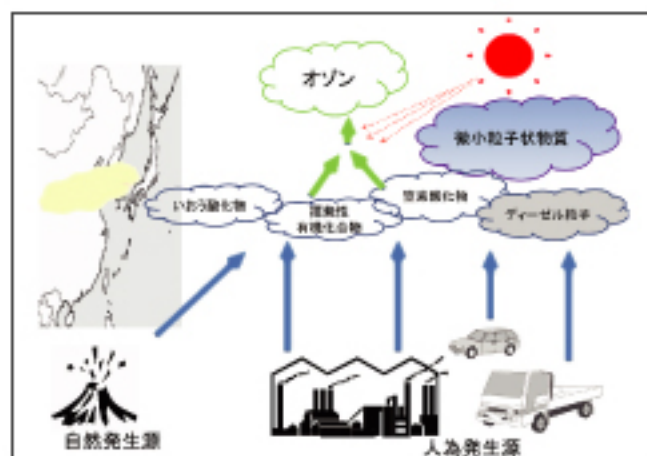 オゾン
微小粒子状物質
いおう酸化物
揮発性
有機化合物
窒素酸化物
ディーゼル粒子
自然発生源
人為発生源